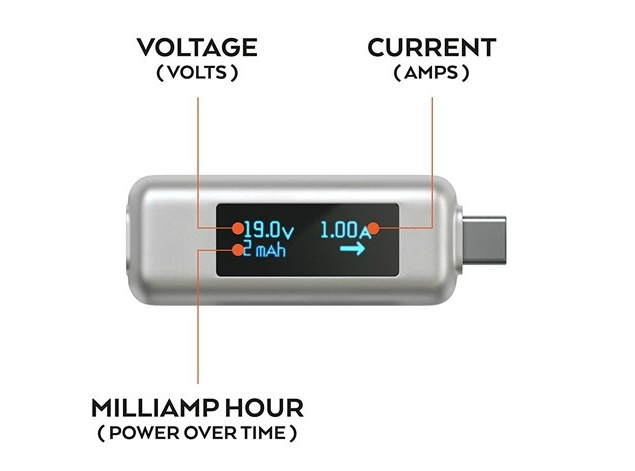 VOLTAGE
(VOLTS)
CURRENT
(AMPS)
19.0V 1.00A
2 mAh
MILLIAMP HOUR
(POWER OVER TIME)